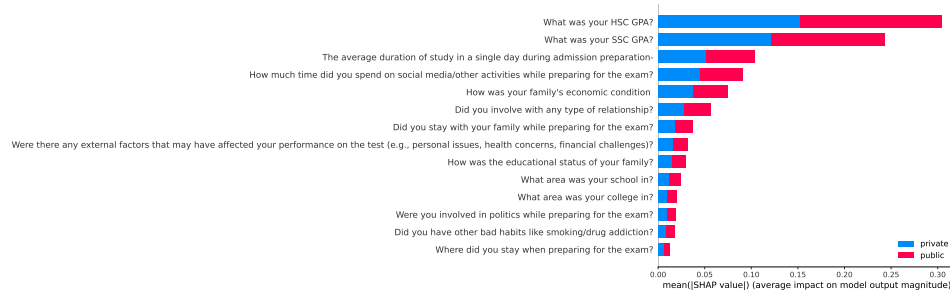 What was your HSC GPA?
What was your SSC GPA?
The average duration of study in a single day during admission preparation-
How much time did you spend on social media/other activities while preparing for the exam?
How was your family's economic condition
Did you involve with any type of relationship?
Did you stay with your family while preparing for the exam?
Were there any external factors that may have affected your performance on the test (e.g., personal issues, health concerns, financial challenges)?
How was the educational status of your family?
What area was your school in?
What area was your college in?
Were you involved in politics while preparing for the exam?
Did you have other bad habits like smoking/drug addiction?
Where did you stay when preparing for the exam?
private
public
0.00 0.05 0.10 0.15 0.20 0.25 0.30
mean(|SHAP value|) (average impact on model output magnitude)